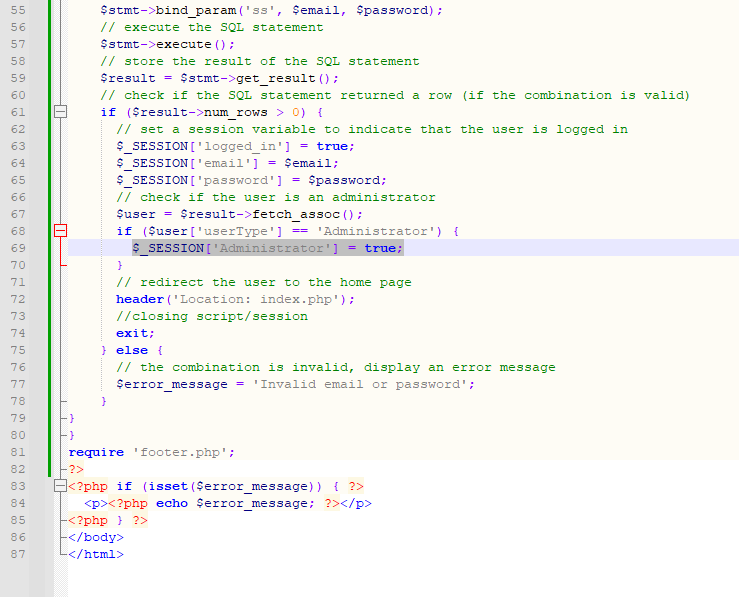 55 $stmt->bind_param('ss', $email, $password);
56 // execute the SQL statement
57 $stmt->execute();
58 // store the result of the SQL statement
59 $result = $stmt->get_result();
60 // check if the SQL statement returned a row (if the combination is valid)
61 if ($result->num_rows > 0) {
62 // set a session variable to indicate that the user is logged in
63 $_SESSION['logged_in'] = true;
64 $_SESSION['email'] = $email;
65 $_SESSION['password'] = $password;
66 // check if the user is an administrator
67 $user = $result->fetch_assoc();
68 if ($user['userType'] == 'Administrator') {
69 $_SESSION['Administrator'] = true;
70 }
71 // redirect the user to the home page
72 header('Location: index.php');
73 //closing script/session
74 exit;
75 } else {
76 // the combination is invalid, display an error message
77 $error_message = 'Invalid email or password';
78 }
79 }
80 }
81 require 'footer.php';
82 ?>
83 <?php if (isset($error_message)) { ?>
84 <p><?php echo $error_message; ?></p>
85 <?php } ?>
86 </body>
87 </html>